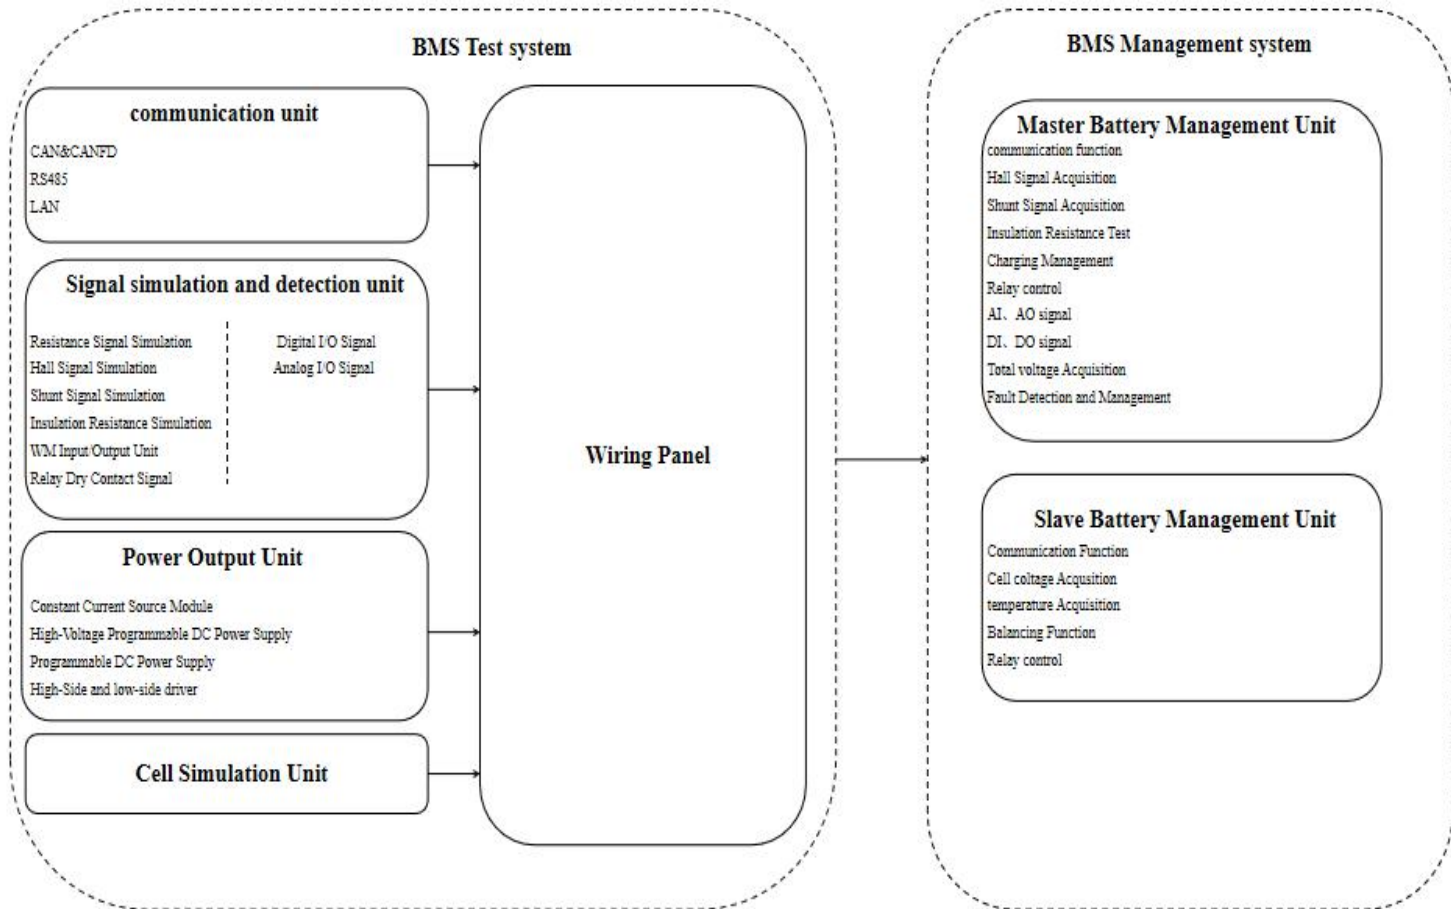 BMS Test system
communication unit
CAN&CANFD
RS485
LAN
Signal simulation and detection unit
Resistance Signal Simulation
Hall Signal Simulation
Shunt Signal Simulation
Insulation Resistance Simulation
WM Input/Output Unit
Relay Dry Contact Signal
Digital I/O Signal
Analog I/O Signal
Power Output Unit
Constant Current Source Module
High-Voltage Programmable DC Power Supply
Programmable DC Power Supply
High-Side and low-side driver
Cell Simulation Unit
Wiring Panel
BMS Management system
Master Battery Management Unit
communication function
Hall Signal Acquisition
Shunt Signal Acquisition
Insulation Resistance Test
Charging Management
Relay control
AI、AO signal
DI、DO signal
Total voltage Acquisition
Fault Detection and Management
Slave Battery Management Unit
Communication Function
Cell coltage Acqusition
temperature Acquisition
Balancing Function
Relay control